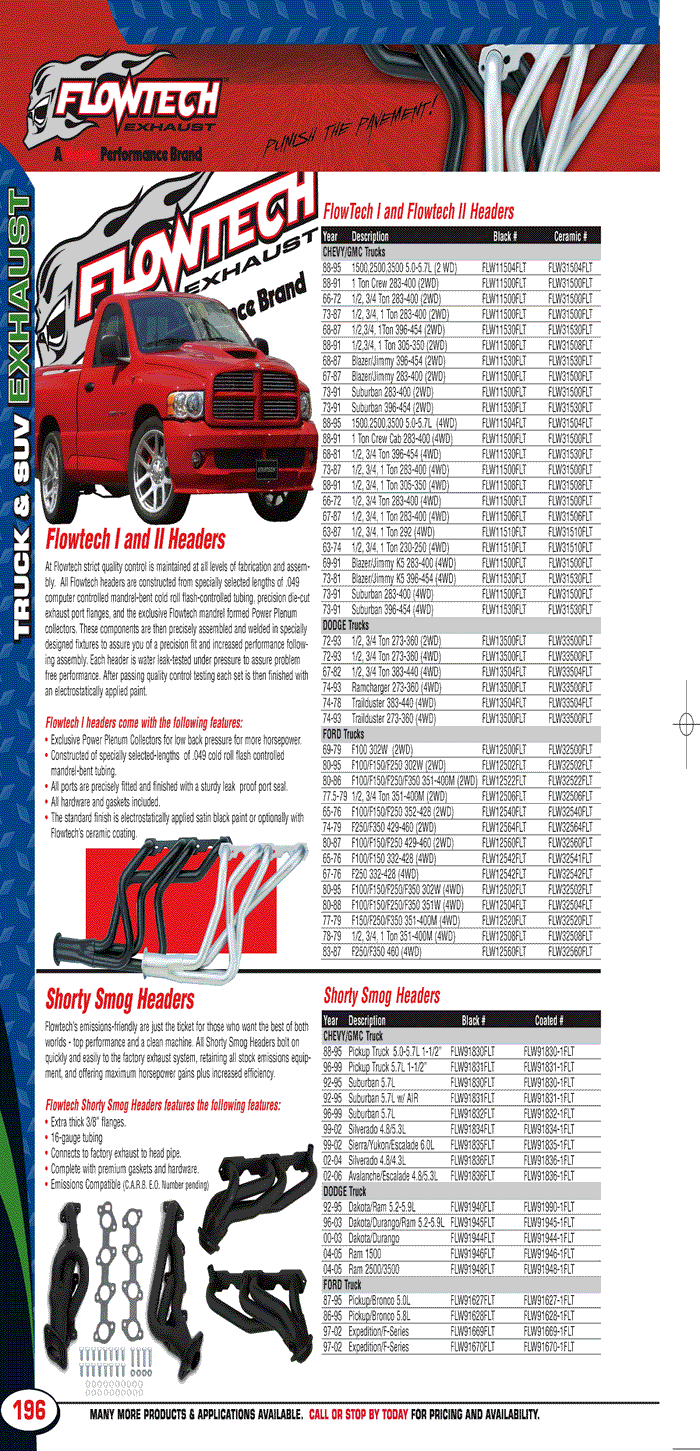 FLOWTECH
EXHAUST
A Performance Brand
PUNISH THE PAVEMENT!
TRUCK & SUV EXHAUST
FLOWTECH
EXHAUST
ce Brand
Flowtech I and II Headers
At Flowtech strict quality control is maintained at all levels of fabrication and assem-
bly. All Flowtech headers are constructed from specially selected lengths of .049
computer controlled mandrel-bent cold roll flash-controlled tubing, precision die-cut
exhaust port flanges, and the exclusive Flowtech mandrel formed Power Plenum
collectors. These components are then precisely assembled and welded in specially
designed fixtures to assure you of a precision fit and increased performance follow-
ing assembly. Each header is water leak-tested under pressure to assure problem
free performance. After passing quality control testing each set is then finished with
an electrostatically applied paint.
Flowtech I headers come with the following features:
• Exclusive Power Plenum Collectors for low back pressure for more horsepower.
• Constructed of specially selected-lengths of .049 cold roll flash controlled
mandrel-bent tubing.
• All ports are precisely fitted and finished with a sturdy leak proof port seal.
• All hardware and gaskets included.
• The standard finish is electrostatically applied satin black paint or optionally with
Flowtech's ceramic coating.
FlowTech I and Flowtech II Headers
Year Description Black # Ceramic #
CHEVY/GMC Trucks
88-95 1500,2500,3500 5.0-5.7L (2 WD) FLW11504FLT FLW31504FLT
88-91 1 Ton Crew 283-400 (2WD) FLW11500FLT FLW31500FLT
66-72 1/2, 3/4 Ton 283-400 (2WD) FLW11500FLT FLW31500FLT
73-87 1/2, 3/4, 1 Ton 283-400 (2WD) FLW11500FLT FLW31500FLT
68-87 1/2,3/4, 1Ton 396-454 (2WD) FLW11530FLT FLW31530FLT
88-91 1/2,3/4, 1 Ton 305-350 (2WD) FLW11508FLT FLW31508FLT
68-87 Blazer/Jimmy 396-454 (2WD) FLW11530FLT FLW31530FLT
67-87 Blazer/Jimmy 283-400 (2WD) FLW11500FLT FLW31500FLT
73-91 Suburban 283-400 (2WD) FLW11500FLT FLW31500FLT
73-91 Suburban 396-454 (2WD) FLW11530FLT FLW31530FLT
88-95 1500,2500,3500 5.0-5.7L (4WD) FLW11504FLT FLW31504FLT
88-91 1 Ton Crew Cab 283-400 (4WD) FLW11500FLT FLW31500FLT
68-81 1/2, 3/4 Ton 396-454 (4WD) FLW11530FLT FLW31530FLT
73-87 1/2, 3/4, 1 Ton 283-400 (4WD) FLW11500FLT FLW31500FLT
88-91 1/2, 3/4, 1 Ton 305-350 (4WD) FLW11508FLT FLW31508FLT
66-72 1/2, 3/4 Ton 283-400 (4WD) FLW11500FLT FLW31500FLT
67-87 1/2, 3/4, 1 Ton 283-400 (4WD) FLW11506FLT FLW31506FLT
63-87 1/2, 3/4, 1 Ton 292 (4WD) FLW11510FLT FLW31510FLT
63-74 1/2, 3/4, 1 Ton 230-250 (4WD) FLW11510FLT FLW31510FLT
69-91 Blazer/Jimmy K5 283-400 (4WD) FLW11500FLT FLW31500FLT
73-81 Blazer/Jimmy K5 396-454 (4WD) FLW11530FLT FLW31530FLT
73-91 Suburban 283-400 (4WD) FLW11500FLT FLW31500FLT
73-91 Suburban 396-454 (4WD) FLW11530FLT FLW31530FLT
DODGE Trucks
72-93 1/2, 3/4 Ton 273-360 (2WD) FLW13500FLT FLW33500FLT
72-93 1/2, 3/4 Ton 273-360 (4WD) FLW13500FLT FLW33500FLT
67-82 1/2, 3/4 Ton 383-440 (4WD) FLW13504FLT FLW33504FLT
74-93 Ramcharger 273-360 (4WD) FLW13500FLT FLW33500FLT
74-78 Trailduster 383-440 (4WD) FLW13504FLT FLW33504FLT
74-93 Trailduster 273-360 (4WD) FLW13500FLT FLW33500FLT
FORD Trucks
69-79 F100 302W (2WD) FLW12500FLT FLW32500FLT
80-95 F100/F150/F250 302W (2WD) FLW12502FLT FLW32502FLT
80-86 F100/F150/F250/F350 351-400M (2WD) FLW12522FLT FLW32522FLT
77.5-79 1/2, 3/4 Ton 351-400M (2WD) FLW12506FLT FLW32506FLT
65-76 F100/F150/F250 352-428 (2WD) FLW12540FLT FLW32540FLT
74-79 F250/F350 429-460 (2WD) FLW12564FLT FLW32564FLT
80-87 F100/F150/F250 429-460 (2WD) FLW12560FLT FLW32560FLT
65-76 F100/F150 332-428 (4WD) FLW12542FLT FLW32541FLT
67-76 F250 332-428 (4WD) FLW12542FLT FLW32542FLT
80-95 F100/F150/F250/F350 302W (4WD) FLW12502FLT FLW32502FLT
80-88 F100/F150/F250/F350 351W (4WD) FLW12504FLT FLW32504FLT
77-79 F150/F250/F350 351-400M (4WD) FLW12520FLT FLW32520FLT
78-79 1/2, 3/4, 1 Ton 351-400M (4WD) FLW12508FLT FLW32508FLT
83-87 F250/F350 460 (4WD) FLW12560FLT FLW32560FLT
Shorty Smog Headers
Flowtech's emissions-friendly are just the ticket for those who want the best of both
worlds - top performance and a clean machine. All Shorty Smog Headers bolt on
quickly and easily to the factory exhaust system, retaining all stock emissions equip-
ment, and offering maximum horsepower gains plus increased efficiency.
Flowtech Shorty Smog Headers features the following features:
• Extra thick 3/8" flanges.
• 16-gauge tubing
• Connects to factory exhaust to head pipe.
• Complete with premium gaskets and hardware.
• Emissions Compatible (C.A.R.B. E.O. Number pending)
Shorty Smog Headers
Year Description Black # Coated #
CHEVY/GMC Truck
88-95 Pickup Truck 5.0-5.7L 1-1/2" FLW91830FLT FLW91830-1FLT
96-99 Pickup Truck 5.7L 1-1/2" FLW91831FLT FLW91831-1FLT
92-95 Suburban 5.7L FLW91830FLT FLW91830-1FLT
92-95 Suburban 5.7L w/ AIR FLW91831FLT FLW91831-1FLT
96-99 Suburban 5.7L FLW91832FLT FLW91832-1FLT
99-02 Silverado 4.8/5.3L FLW91834FLT FLW91834-1FLT
99-02 Sierra/Yukon/Escalade 6.0L FLW91835FLT FLW91835-1FLT
02-04 Silverado 4.8/4.3L FLW91836FLT FLW91836-1FLT
02-06 Avalanche/Escalade 4.8/5.3L FLW91836FLT FLW91836-1FLT
DODGE Truck
92-95 Dakota/Ram 5.2-5.9L FLW91940FLT FLW91990-1FLT
96-03 Dakota/Durango/Ram 5.2-5.9L FLW91945FLT FLW91945-1FLT
00-03 Dakota/Durango FLW91944FLT FLW91944-1FLT
04-05 Ram 1500 FLW91946FLT FLW91946-1FLT
04-05 Ram 2500/3500 FLW91948FLT FLW91948-1FLT
FORD Truck
87-95 Pickup/Bronco 5.0L FLW91627FLT FLW91627-1FLT
86-95 Pickup/Bronco 5.8L FLW91628FLT FLW91628-1FLT
97-02 Expedition/F-Series FLW91669FLT FLW91669-1FLT
97-02 Expedition/F-Series FLW91670FLT FLW91670-1FLT
196
MANY MORE PRODUCTS & APPLICATIONS AVAILABLE. CALL OR STOP BY TODAY FOR PRICING AND AVAILABILITY.